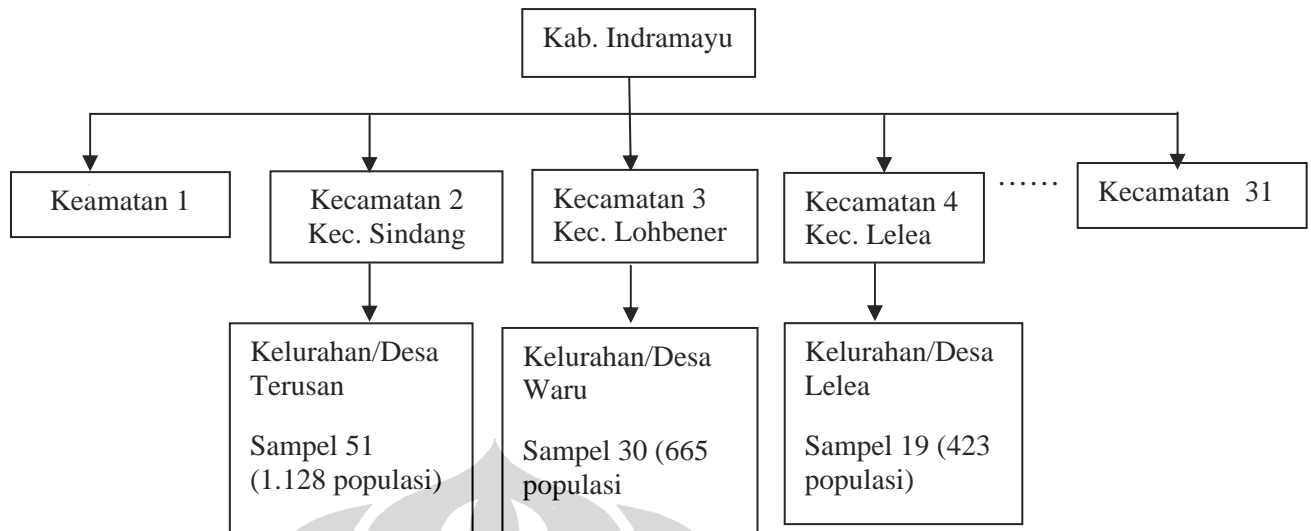 Kab. Indramayu
Keamatan 1
Kecamatan 2
Kec. Sindang
Kecamatan 3
Kec. Lohbener
Kecamatan 4
Kec. Lelea
……
Kecamatan 31
Kelurahan/Desa
Terusan
Sampel 51
(1.128 populasi)
Kelurahan/Desa
Waru
Sampel 30 (665
populasi
Kelurahan/Desa
Lelea
Sampel 19 (423
populasi)